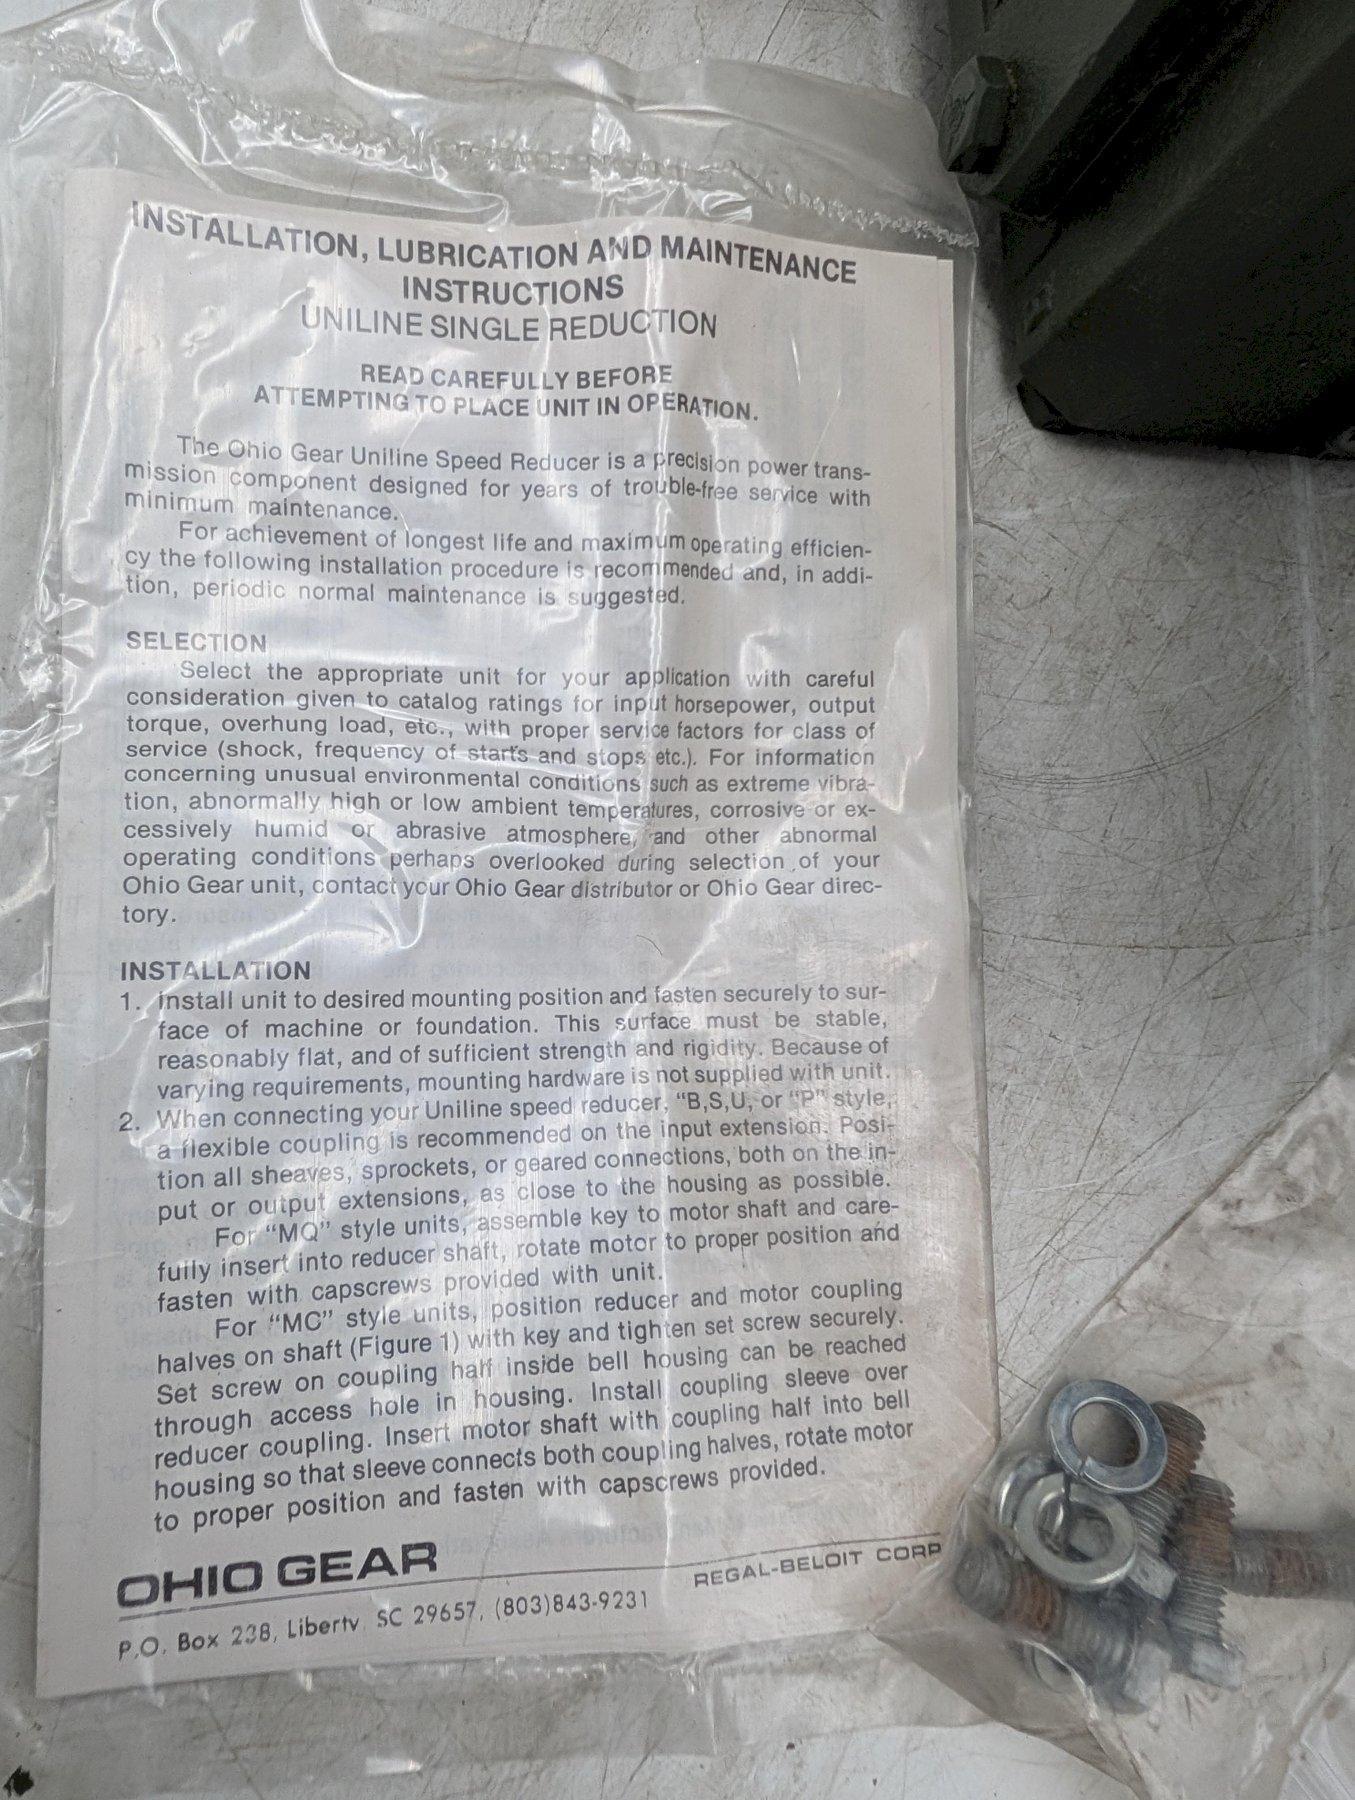 INSTALLATION, LUBRICATION AND MAINTENANCE
INSTRUCTIONS
UNILINE SINGLE REDUCTION
READ CAREFULLY BEFORE
ATTEMPTING TO PLACE UNIT IN OPERATION.
The Ohio Gear Uniline Speed Reducer is a precision power trans-
mission component designed for years of trouble-free service with
minimum maintenance.
For achievement of longest life and maximum operating efficien-
cy the following installation procedure is recommended and, in addi-
tion, periodic normal maintenance is suggested.
SELECTION
Select the appropriate unit for your application with careful
consideration given to catalog ratings for input horsepower, output
torque, overhung load, etc., with proper service factors for class of
service (shock, frequency of starts and stops etc.). For information
concerning unusual environmental conditions such as extreme vibra-
tion, abnormally high or low ambient temperatures, corrosive or ex-
cessively humid or abrasive atmosphere, and other abnormal
operating conditions perhaps overlooked during selection of your
Ohio Gear unit, contact your Ohio Gear distributor or Ohio Gear direc-
tory.
INSTALLATION
1. Install unit to desired mounting position and fasten securely to sur-
face of machine or foundation. This surface must be stable,
reasonably flat, and of sufficient strength and rigidity. Because of
varying requirements, mounting hardware is not supplied with unit.
2. When connecting your Uniline speed reducer, "B,S,U, or "P" style,
a flexible coupling is recommended on the input extension. Posi-
tion all sheaves, sprockets, or geared connections, both on the in-
put or output extensions, as close to the housing as possible.
For "MQ" style units, assemble key to motor shaft and care-
fully insert into reducer shaft, rotate motor to proper position and
fasten with capscrews provided with unit.
For "MC" style units, position reducer and motor coupling
halves on shaft (Figure 1) with key and tighten set screw securely.
Set screw on coupling half inside bell housing can be reached
through access hole in housing. Install coupling sleeve over
reducer coupling. Insert motor shaft with coupling half into bell
housing so that sleeve connects both coupling halves, rotate motor
to proper position and fasten with capscrews provided.
OHIO GEAR
REGAL-BELOIT CORP
P.O. Box 238, Liberty, SC 29657, (803)843-9231